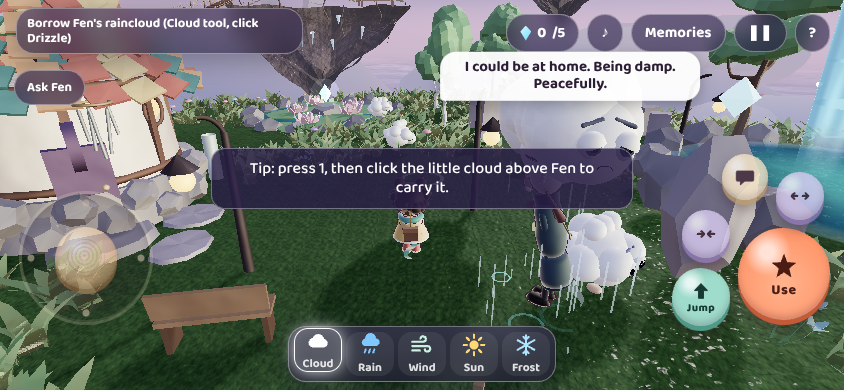 Borrow Fen's raincloud (Cloud tool, click
Drizzle)
0 /5
♪
Memories
?
I could be at home. Being damp.
Peacefully.
Ask Fen
Tip: press 1, then click the little cloud above Fen to
carry it.
Use
Jump
Cloud
Rain
Wind
Sun
Frost